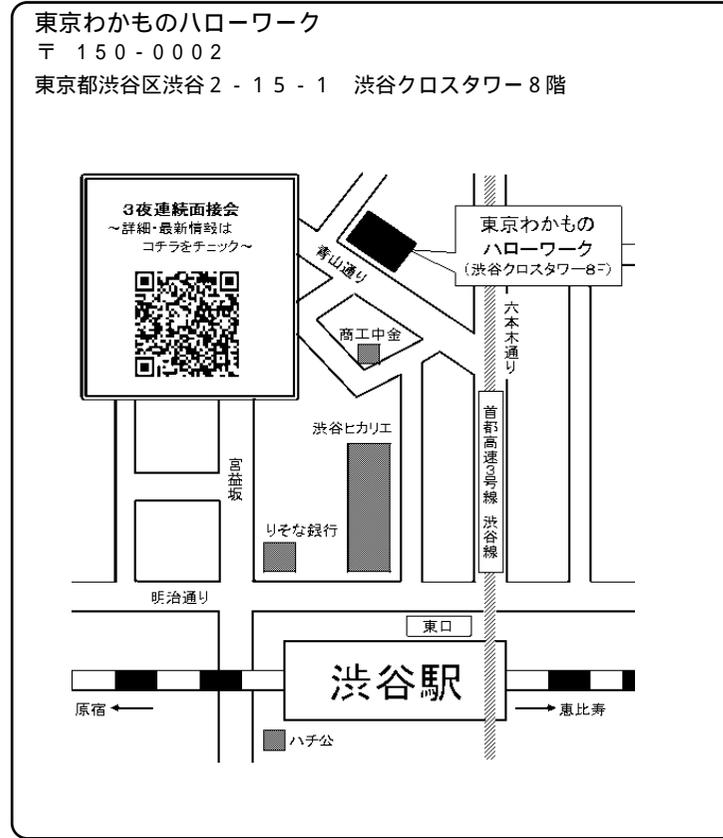 東京わかものハローワーク
〒 150-0002
東京都渋谷区渋谷2-15-1 渋谷クロスタワー8階
3夜連続面接会
~詳細・最新情報は
コチラをチェック~
青山通り
東京わかもの
ハローワーク
(渋谷クロスタワー8F)
六本木通り
商工中金
渋谷ヒカリエ
首都高速3号線 渋谷線
宮益坂
りそな銀行
明治通り
東口
渋谷駅
原宿
恵比寿
ハチ公